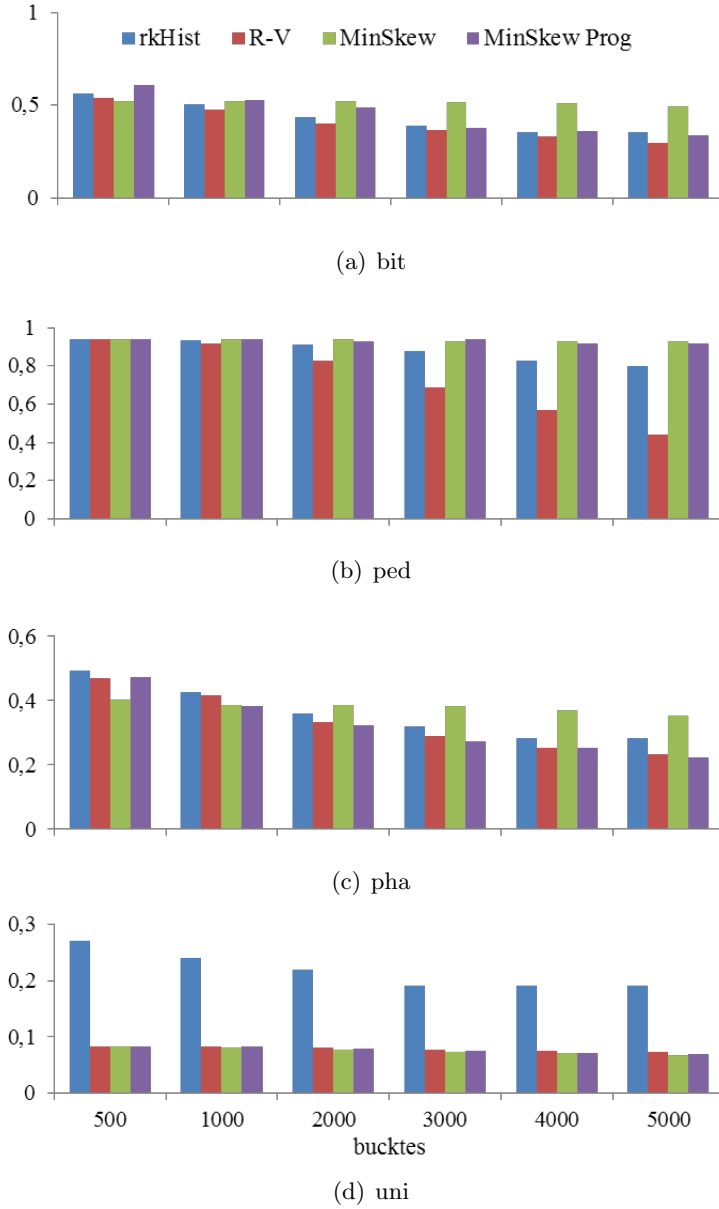 1
rkHist R-V MinSkew MinSkew Prog
0,5
0
(a) bit
1
0,8
0,6
0,4
0,2
0
(b) ped
0,6
0,4
0,2
0
(c) pha
0,3
0,2
0,1
0
500 1000 2000 3000 4000 5000
bucktes
(d) uni